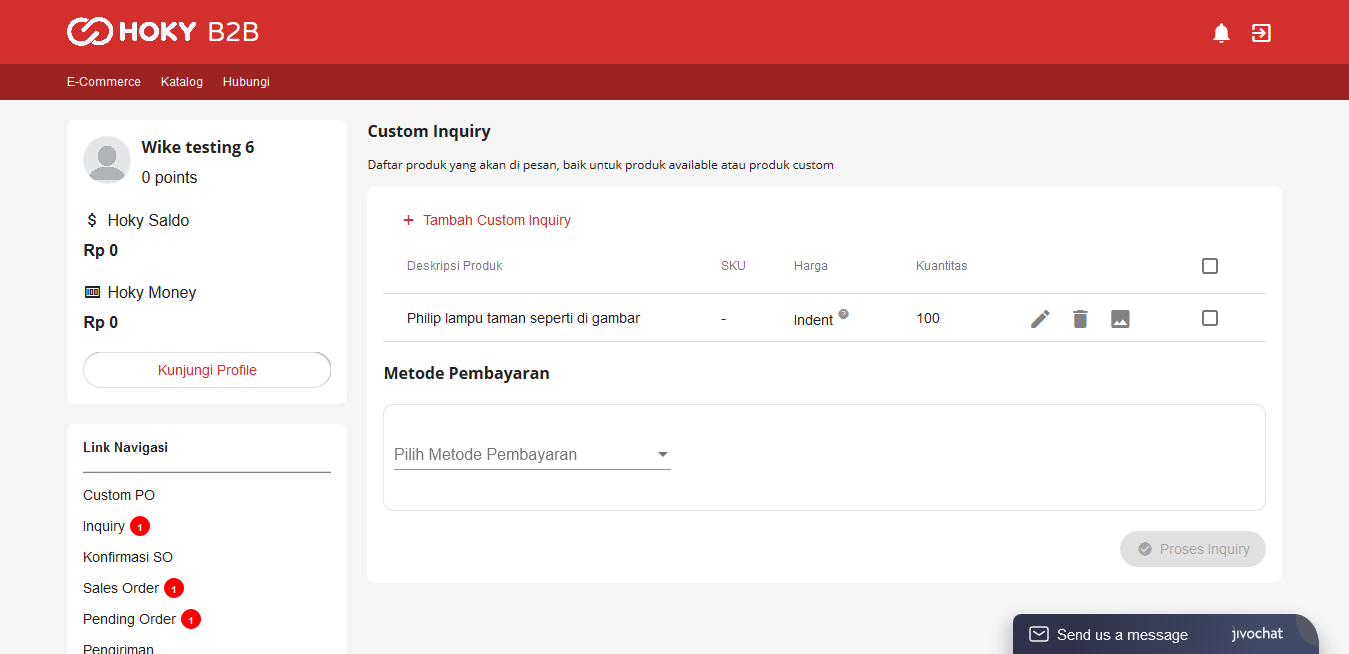 HOKY B2B
E-Commerce Katalog Hubungi
Wike testing 6
0 points
$ Hoky Saldo
Rp 0
Hoky Money
Rp 0
Kunjungi Profile
Link Navigasi
Custom PO
Inquiry 1
Konfirmasi SO
Sales Order 1
Pending Order 1
Pengiriman
Custom Inquiry
Daftar produk yang akan di pesan, baik untuk produk available atau produk custom
+ Tambah Custom Inquiry
Deskripsi Produk SKU Harga Kuantitas
Philip lampu taman seperti di gambar - Indent ? 100
Metode Pembayaran
Pilih Metode Pembayaran
Proses Inquiry
Send us a message jivochat